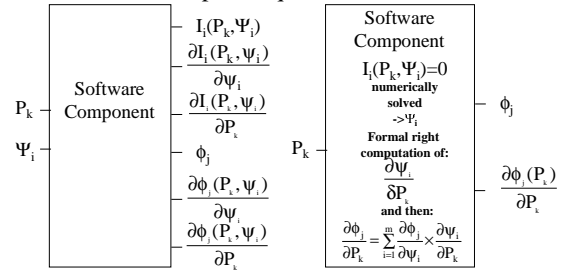 Software
Component
P_k
Ψ_i
I_i(P_k,Ψ_i)
∂I_i(P_k,ψ_i)
∂ψ_i
∂I_i(P_k,ψ_i)
∂P_k
ϕ_j
∂ϕ_j(P_k,ψ_i)
∂ψ_i
∂ϕ_j(P_k,ψ_i)
∂P_k
Software
Component
I_i(P_k,Ψ_i)=0
numerically
solved
->Ψ_i
Formal right
computation of:
∂ψ_i
δP_k
and then:
∂ϕ_j/∂P_k = ∑_{i=1}^{m} ∂ϕ_j/∂ψ_i × ∂ψ_i/∂P_k
P_k
ϕ_j
∂ϕ_j(P_k)
∂P_k